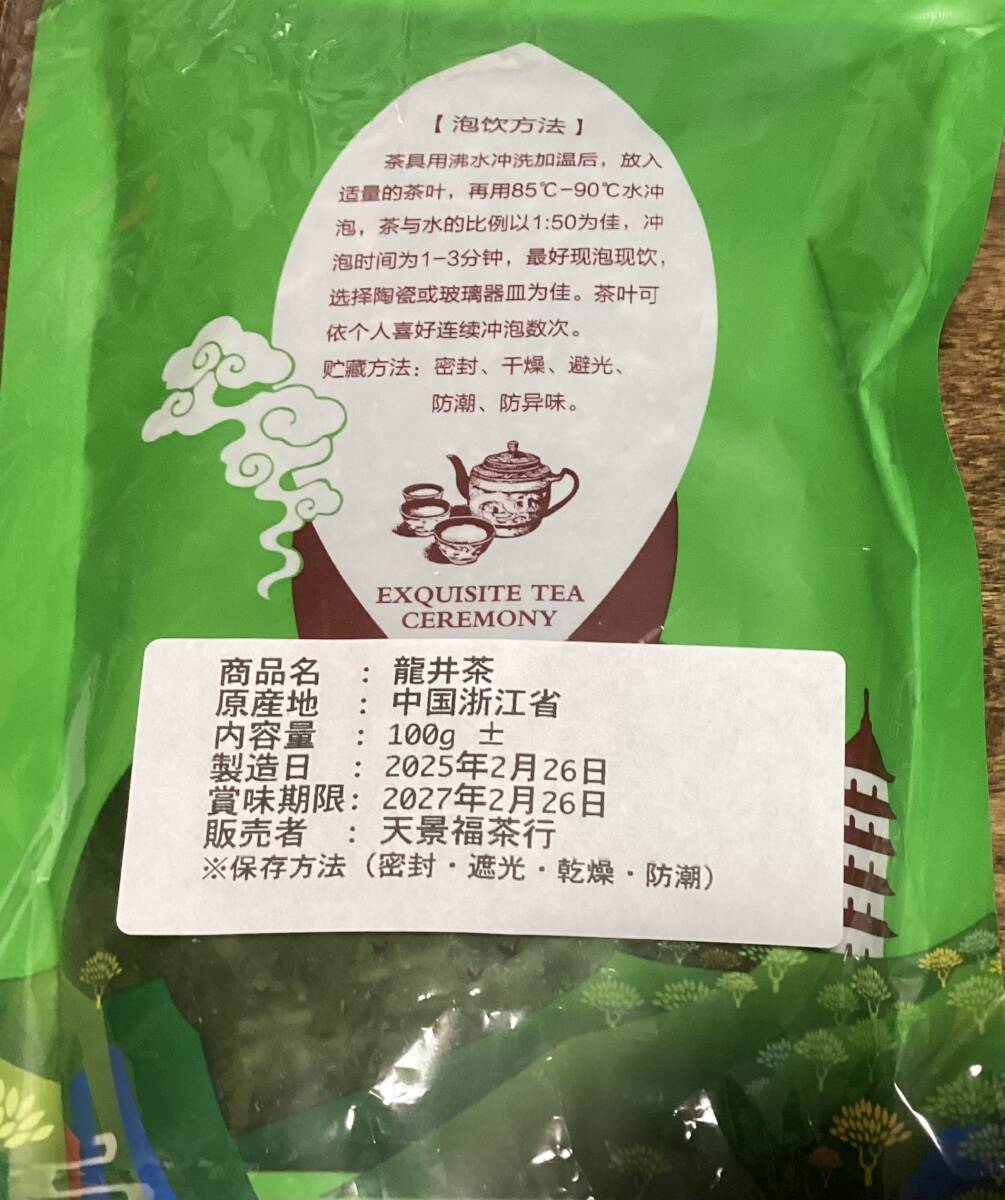 【泡饮方法】
茶具用沸水冲洗加温后，放入
适量的茶叶，再用85℃-90℃水冲
泡，茶与水的比例以1:50为佳，冲
泡时间为1-3分钟，最好现泡现饮，
选择陶瓷或玻璃器皿为佳。茶叶可
依个人喜好连续冲泡数次。
贮藏方法：密封、干燥、避光、
防潮、防异味。
EXQUISITE TEA
CEREMONY
商品名 : 龍井茶
原産地 : 中国浙江省
内容量 : 100g ±
製造日 : 2025年2月26日
賞味期限: 2027年2月26日
販売者 : 天景福茶行
※保存方法（密封・遮光・乾燥・防潮）